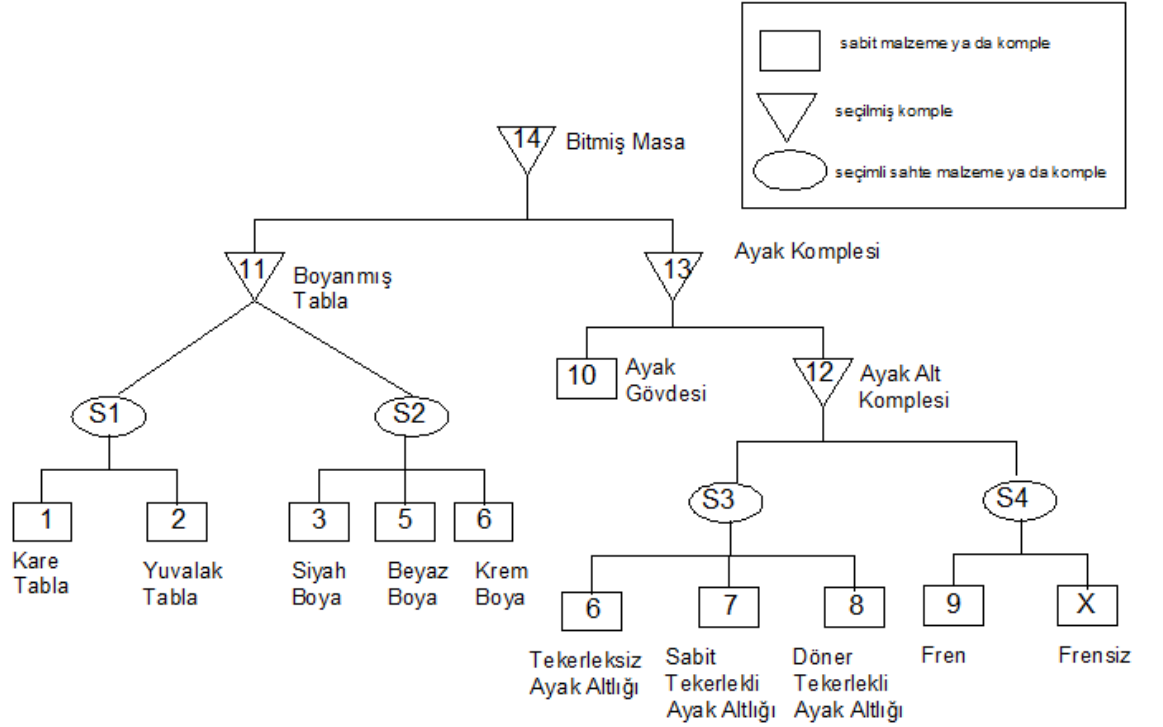 sabit malzeme ya da komple
seçilmiş komple
seçimli sahte malzeme ya da komple
14
Bitmiş Masa
11
Boyanmış
Tabla
13
Ayak Komplesi
10
Ayak
Gövdesi
12
Ayak Alt
Komplesi
S1
S2
S3
S4
1
2
3
5
6
Kare
Tabla
Yuvalak
Tabla
Siyah
Boya
Beyaz
Boya
Krem
Boya
6
7
8
9
X
Tekerleksiz
Ayak Altlığı
Sabit
Tekerlekli
Ayak Altlığı
Döner
Tekerlekli
Ayak Altlığı
Fren
Frensiz